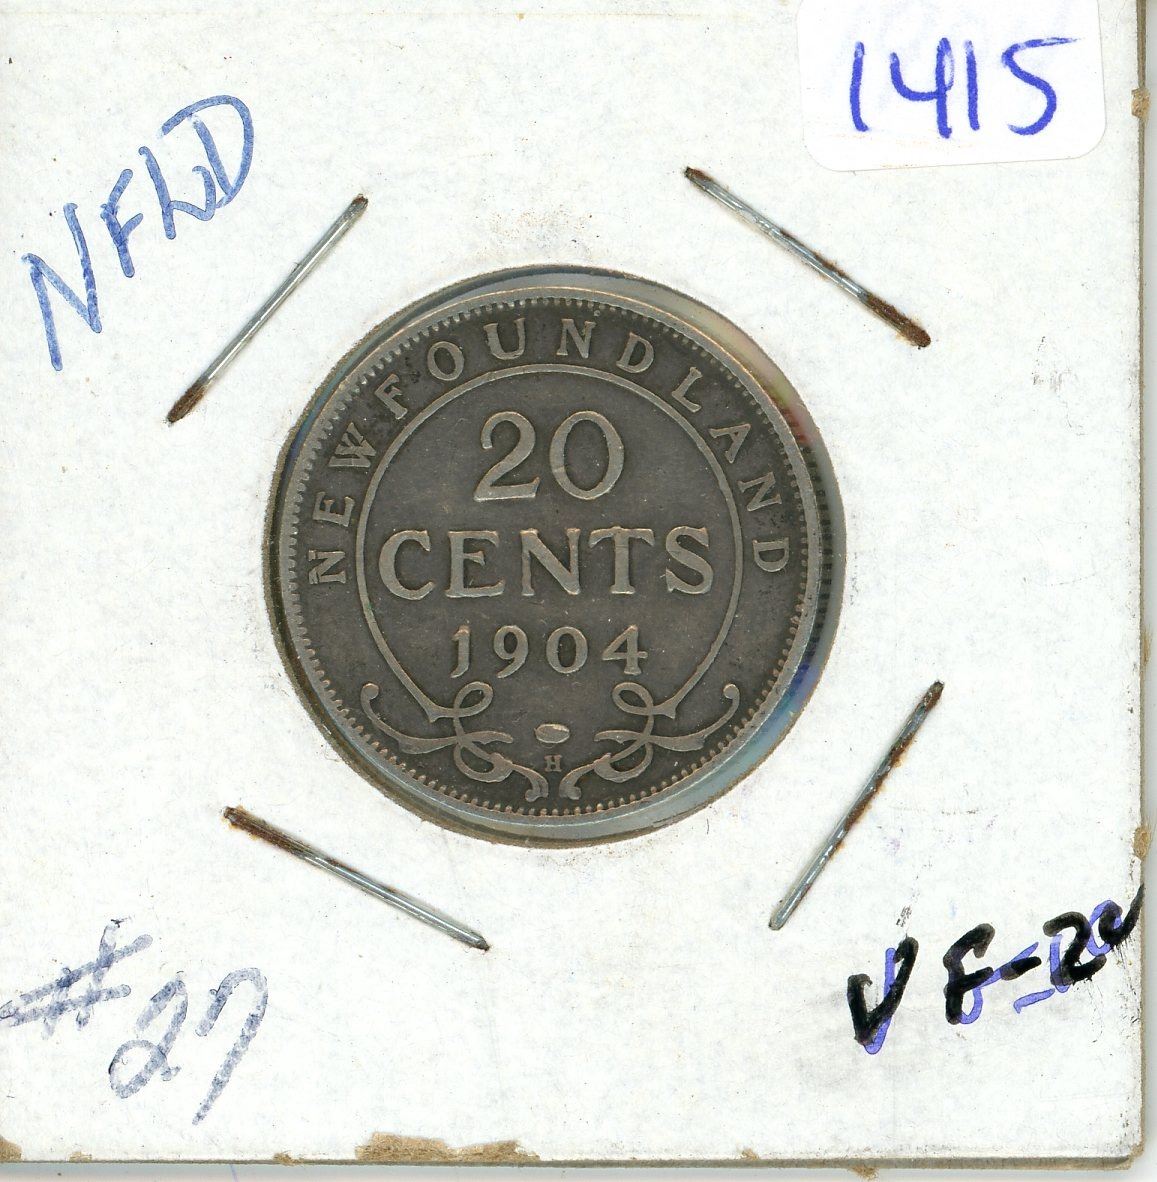 1415
NFLD
NEWFOUNDLAND
20
CENTS
1904
H
#27
VF-20